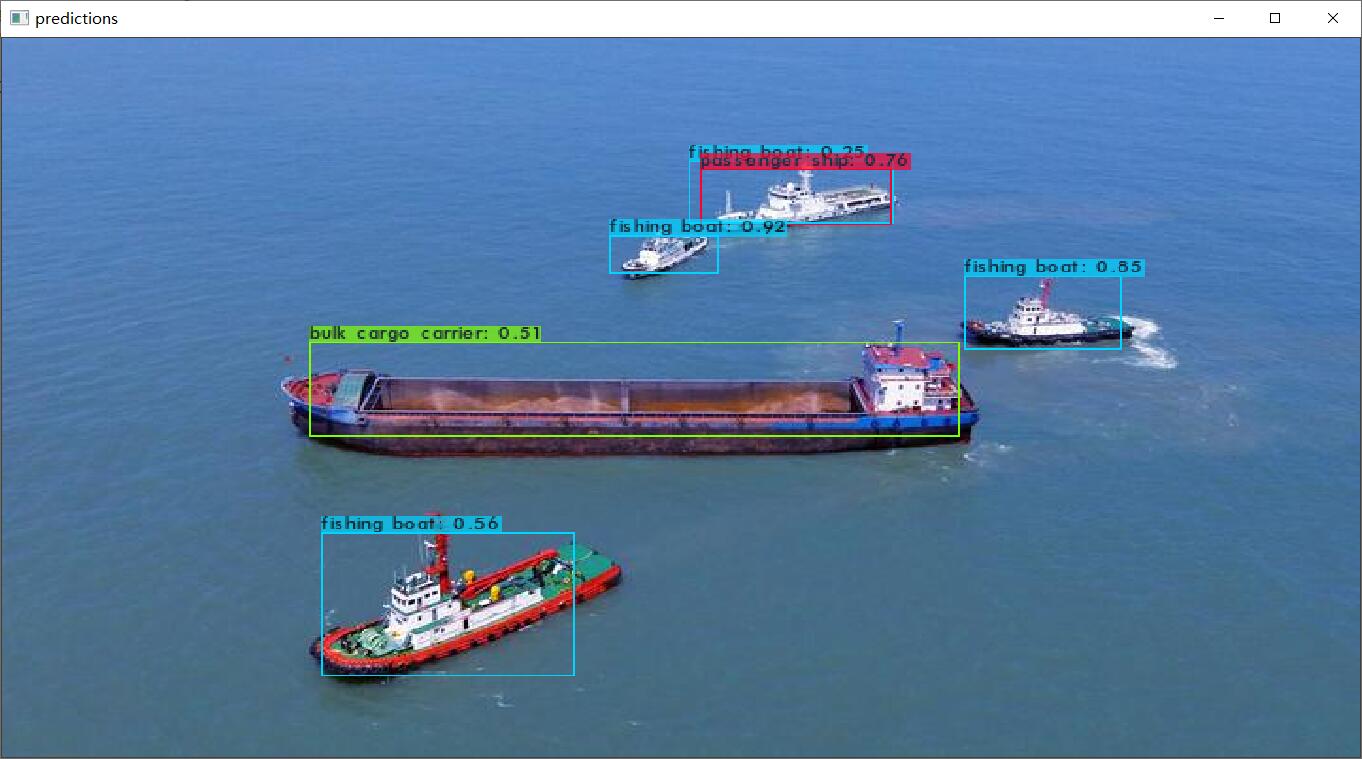 predictions
fishing boat: 0.25
passenger ship: 0.76
fishing boat: 0.92
fishing boat: 0.85
bulk cargo carrier: 0.51
fishing boat: 0.56